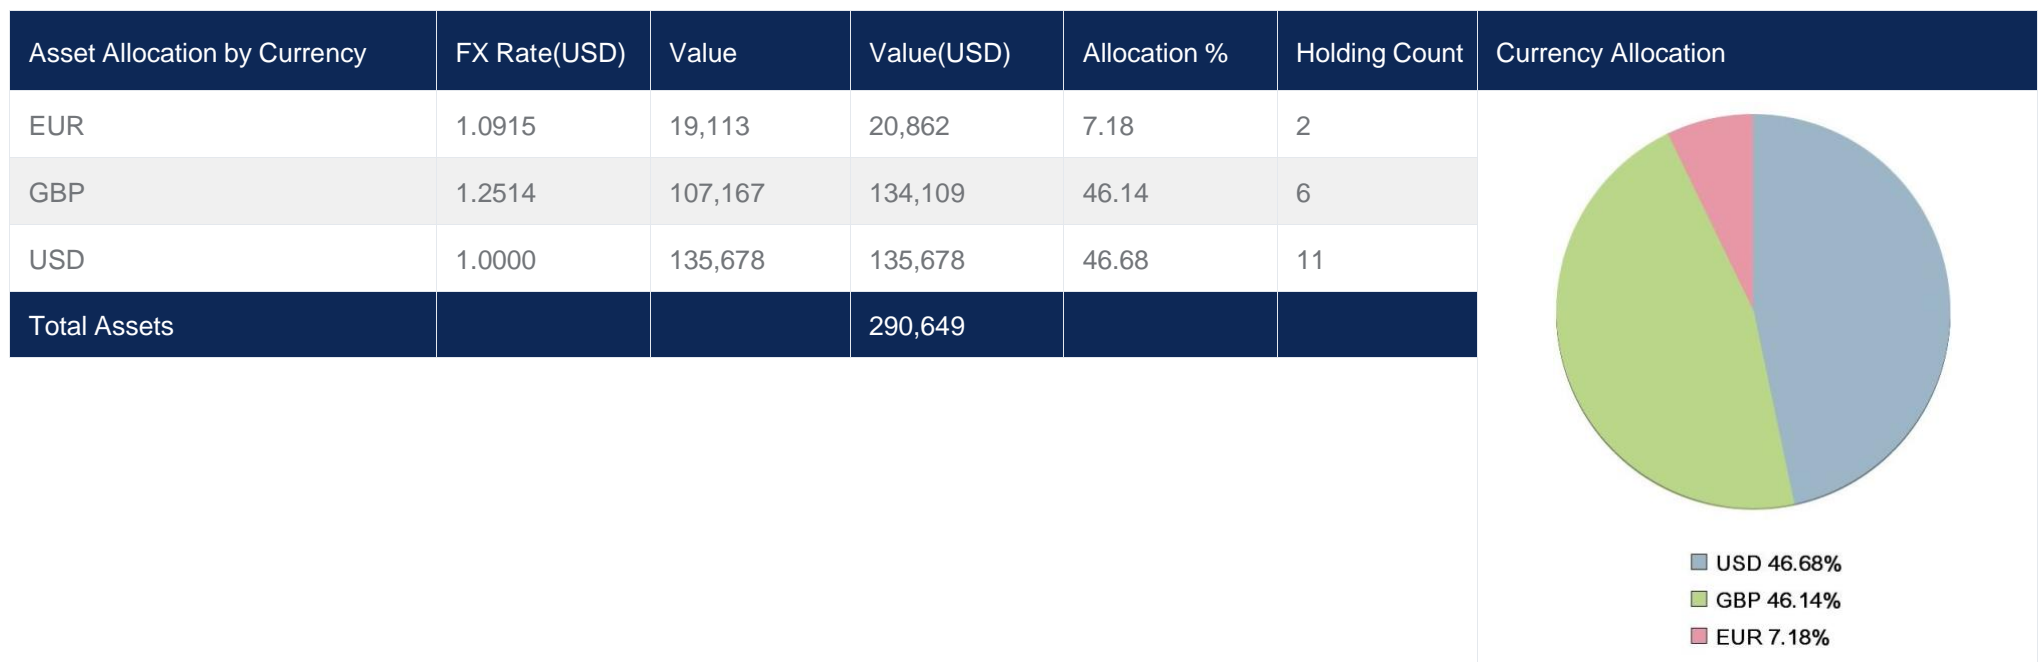 Asset Allocation by Currency FX Rate(USD) Value Value(USD) Allocation % Holding Count Currency Allocation
EUR 1.0915 19,113 20,862 7.18 2
GBP 1.2514 107,167 134,109 46.14 6
USD 1.0000 135,678 135,678 46.68 11
Total Assets 290,649
USD 46.68%
GBP 46.14%
EUR 7.18%